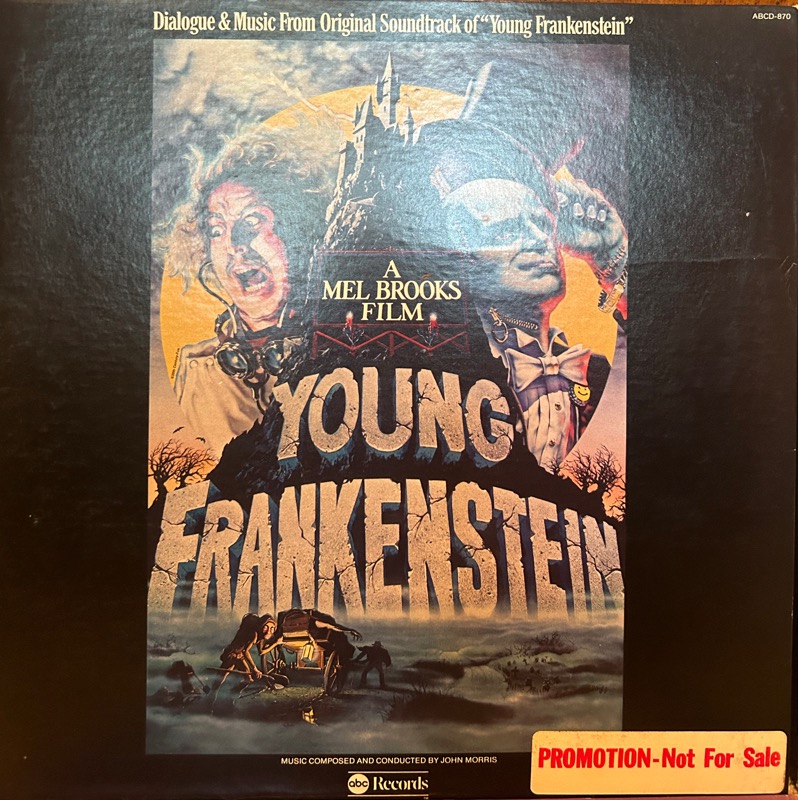 Dialogue & Music From Original Soundtrack of "Young Frankenstein"
ABCD-870
A
MEL BROOKS
FILM
YOUNG
FRANKENSTEIN
MUSIC COMPOSED AND CONDUCTED BY JOHN MORRIS
abc Records
PROMOTION-Not For Sale